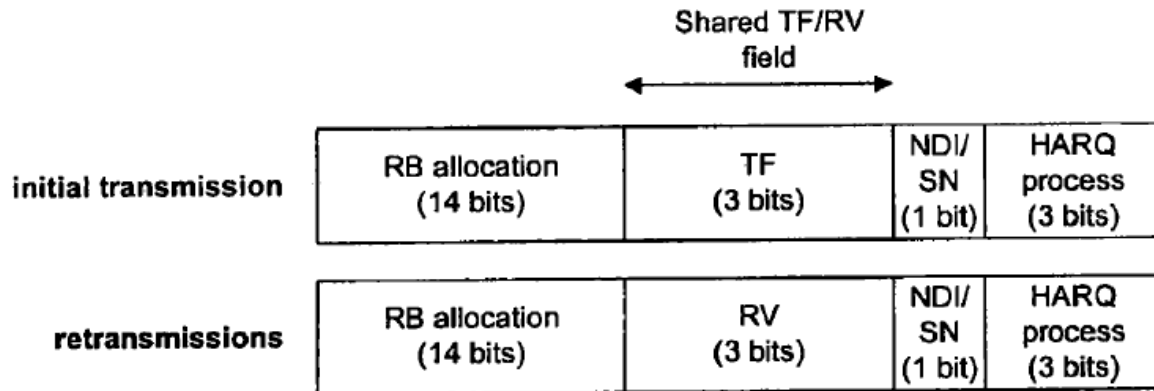 Shared TF/RV
field
initial transmission
RB allocation
(14 bits)
TF
(3 bits)
NDI/
SN
(1 bit)
HARQ
process
(3 bits)
retransmissions
RB allocation
(14 bits)
RV
(3 bits)
NDI/
SN
(1 bit)
HARQ
process
(3 bits)